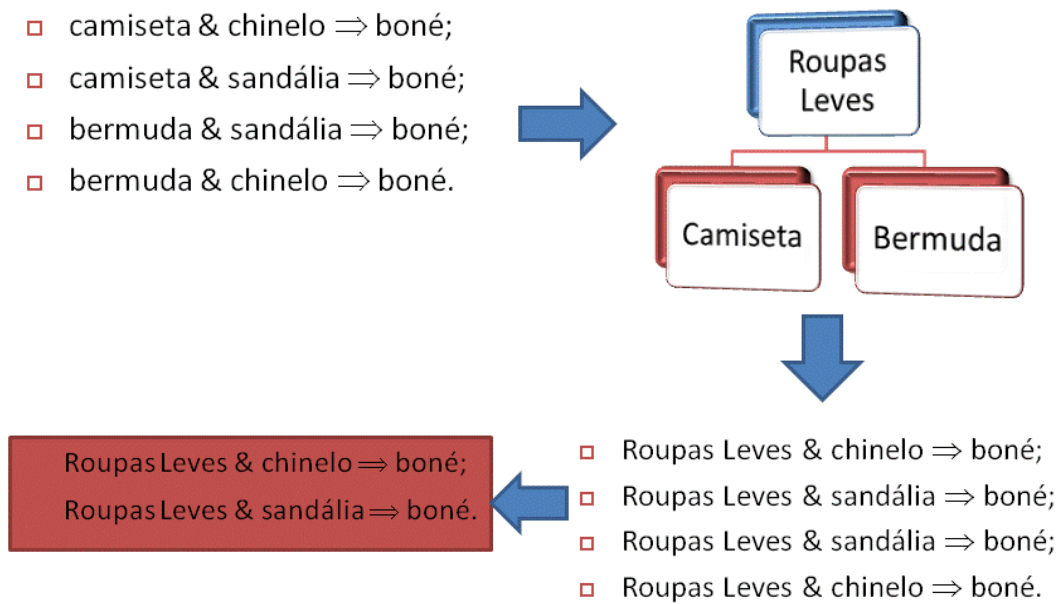 camiseta & chinelo ⇒ boné;
camiseta & sandália ⇒ boné;
bermuda & sandália ⇒ boné;
bermuda & chinelo ⇒ boné.
Roupas
Leves
Camiseta
Bermuda
Roupas Leves & chinelo ⇒ boné;
Roupas Leves & sandália ⇒ boné;
Roupas Leves & sandália ⇒ boné;
Roupas Leves & chinelo ⇒ boné.
Roupas Leves & chinelo ⇒ boné;
Roupas Leves & sandália ⇒ boné.